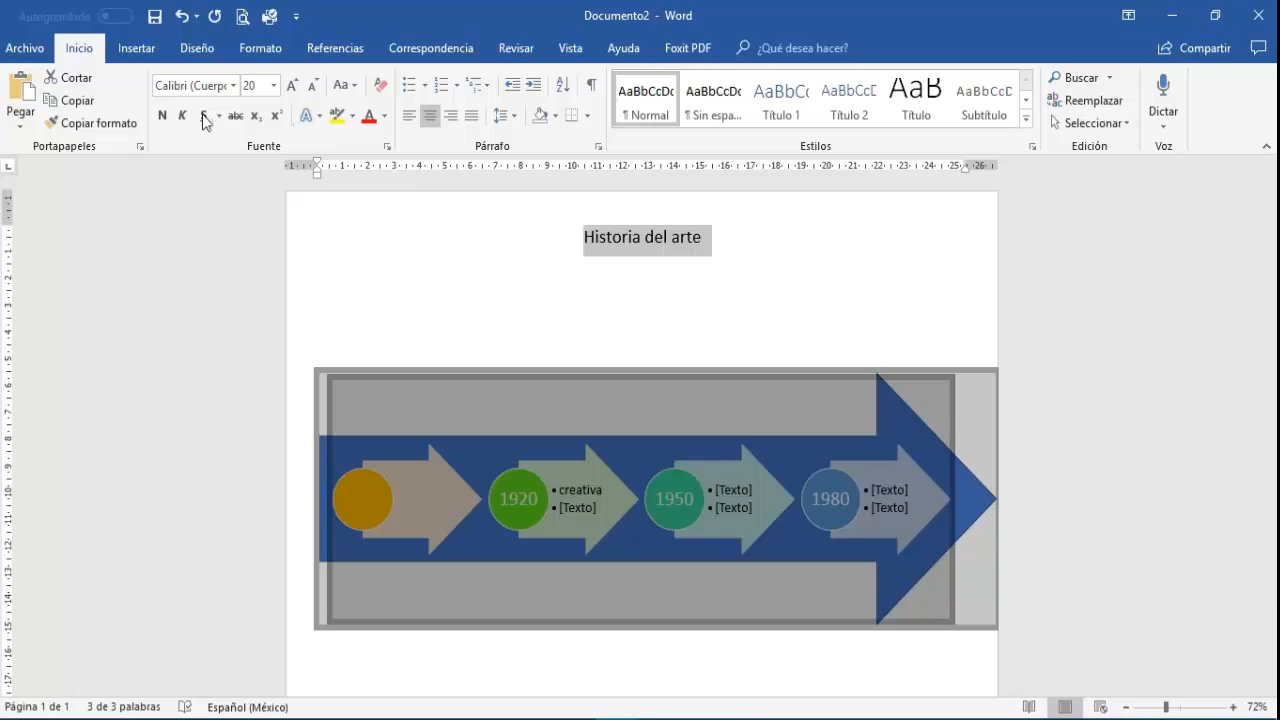 Autoguardado
Documento2 - Word
Archivo Inicio Insertar Diseño Formato Referencias Correspondencia Revisar Vista Ayuda Foxit PDF ¿Qué desea hacer? Compartir
Pegar
Cortar
Copiar
Copiar formato
Portapapeles
Calibri (Cuerpo 20
Aa
N K abc x₂ x²
Fuente
Párrafo
AaBbCcDc AaBbCcDc AaBbCc AaBbCcD AaB AaBbCcD
¶ Normal ¶ Sin espa... Título 1 Título 2 Título Subtítulo
Estilos
Buscar
Reemplazar
Seleccionar
Edición
Dictar
Voz
Historia del arte
1920
• creativa
• [Texto]
1950
• [Texto]
• [Texto]
1980
• [Texto]
• [Texto]
Página 1 de 1 3 de 3 palabras Español (México) 72%